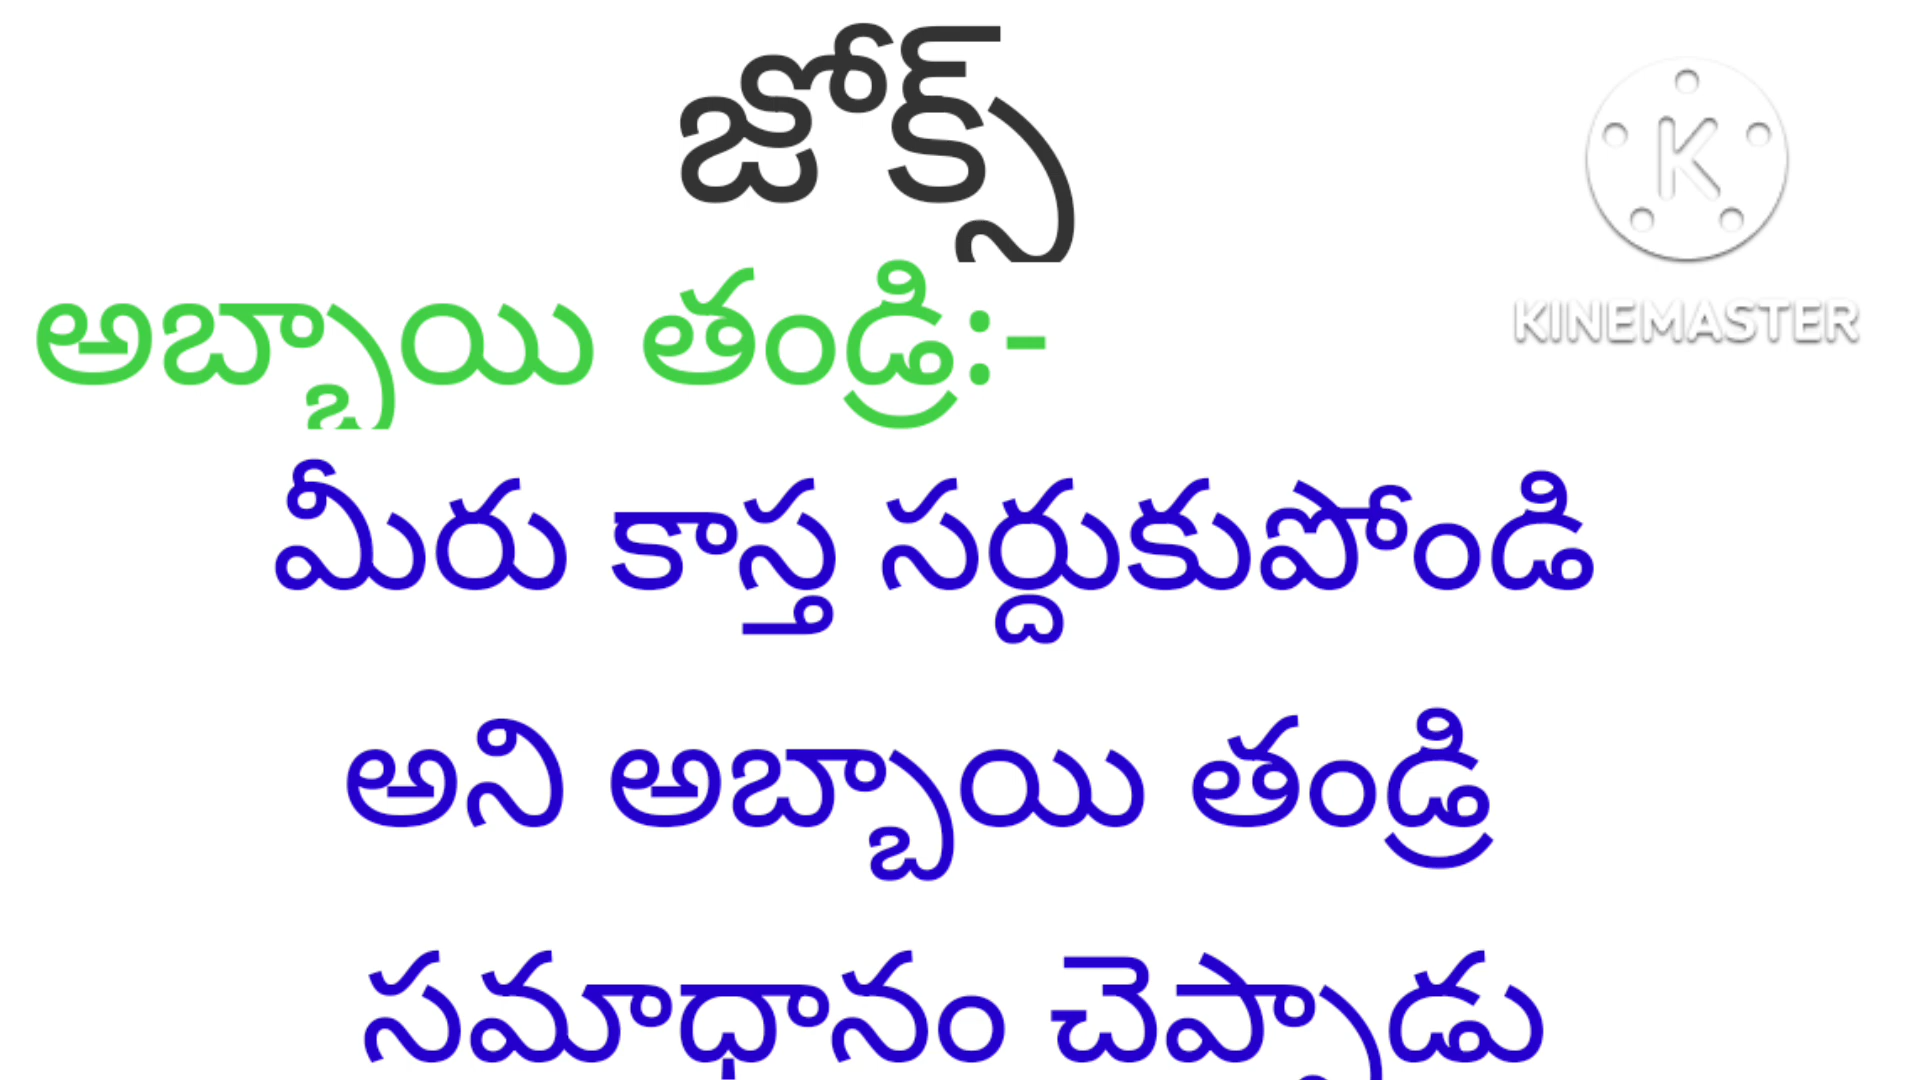 జోక్స్
KINEMASTER
అబ్బాయి తండ్రి:-
మీరు కాస్త సర్దుకుపోండి
అని అబ్బాయి తండ్రి
సమాధానం చెప్పాడు